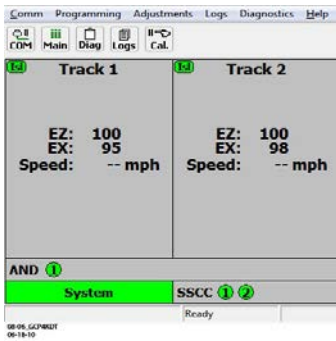 Comm Programming Adjustments Logs Diagnostics Help
COM Main Diag Logs Cal.
Track 1 Track 2
EZ: 100 EZ: 100
EX: 95 EX: 98
Speed: -- mph Speed: -- mph
AND 1
System SSCC 1 2
Ready
08-06_GCP4KDT
06-18-10